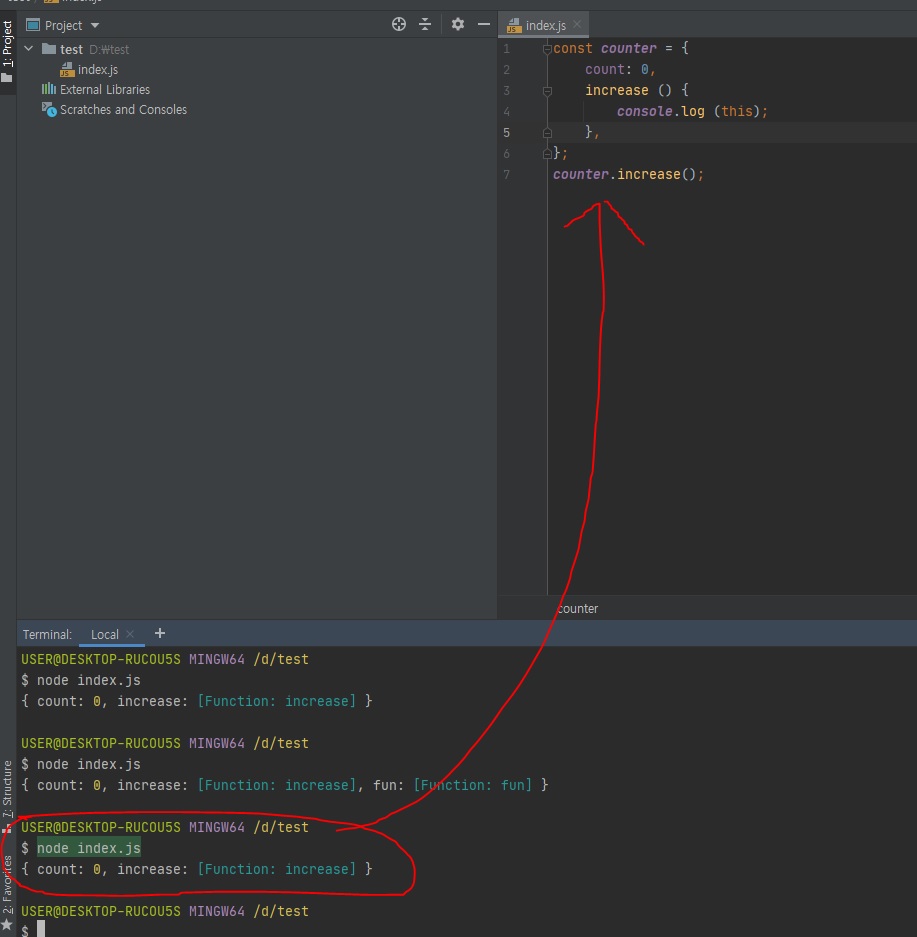 Project
test D:₩test
index.js
External Libraries
Scratches and Consoles
1: Project
7: Structure
2: Favorites
index.js
1 const counter = {
2 count: 0,
3 increase () {
4 console.log (this);
5 },
6 };
7 counter.increase();
counter
Terminal: Local +
USER@DESKTOP-RUCOU5S MINGW64 /d/test
$ node index.js
{ count: 0, increase: [Function: increase] }
USER@DESKTOP-RUCOU5S MINGW64 /d/test
$ node index.js
{ count: 0, increase: [Function: increase], fun: [Function: fun] }
USER@DESKTOP-RUCOU5S MINGW64 /d/test
$ node index.js
{ count: 0, increase: [Function: increase] }
USER@DESKTOP-RUCOU5S MINGW64 /d/test
$